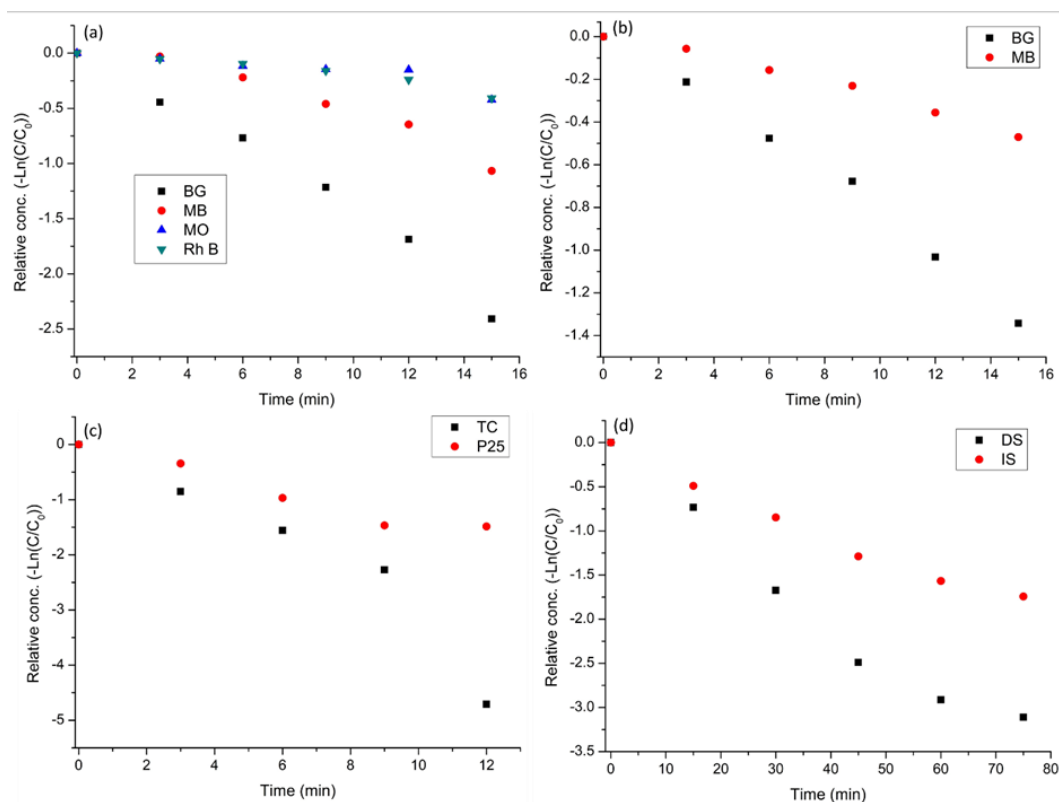 (a)
Relative conc. (-Ln(C/C₀))
0.0
-0.5
-1.0
-1.5
-2.0
-2.5
BG
MB
MO
Rh B
0 2 4 6 8 10 12 14 16
Time (min)
(b)
Relative conc. (-Ln(C/C₀))
0.0
-0.2
-0.4
-0.6
-0.8
-1.0
-1.2
-1.4
BG
MB
0 2 4 6 8 10 12 14 16
Time (min)
(c)
Relative conc. (-Ln(C/C₀))
0
-1
-2
-3
-4
-5
TC
P25
0 2 4 6 8 10 12
Time (min)
(d)
Relative conc. (-Ln(C/C₀))
0.0
-0.5
-1.0
-1.5
-2.0
-2.5
-3.0
-3.5
DS
IS
0 10 20 30 40 50 60 70 80
Time (min)